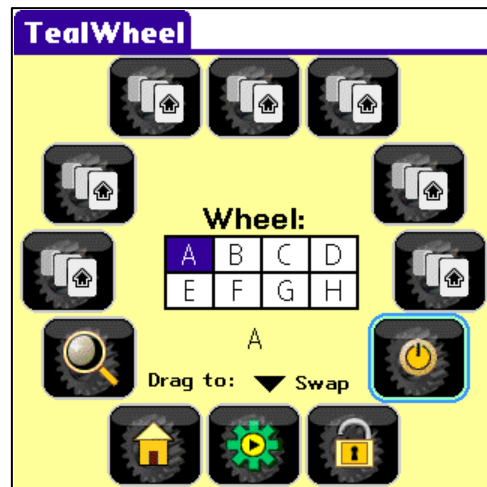 TealWheel
Wheel:
A B C D
E F G H
A
Drag to: Swap